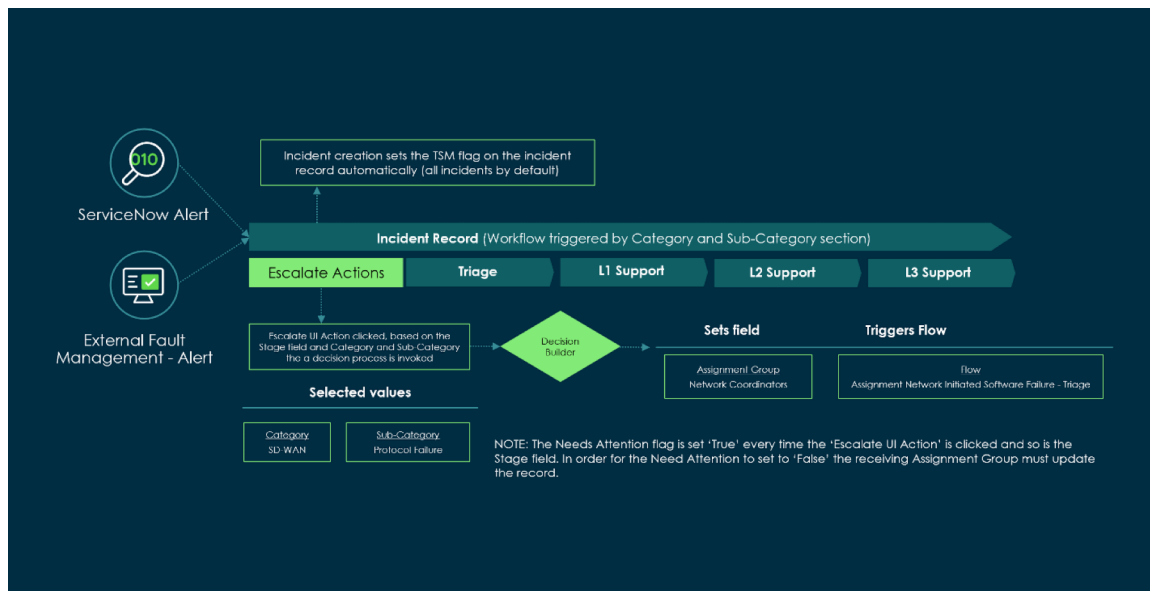 010
ServiceNow Alert
External Fault
Management - Alert
Incident creation sets the TSM flag on the incident
record automatically (all incidents by default)
Incident Record (Workflow triggered by Category and Sub-Category section)
Escalate Actions
Triage
L1 Support
L2 Support
L3 Support
Escalate UI Action clicked, based on the
Stage field and Category and Sub-Category
tho a decision process is invoked
Decision
Builder
Sets field
Triggers Flow
Assignment Group
Network Coordinators
Flow
Assignment Network Initiated Software Failure - Triage
Selected values
Category
SD-WAN
Sub-Category
Protocol Failure
NOTE: The Needs Attention flag is set ‘True’ every time the ‘Escalate UI Action’ is clicked and so is the
Stage field. In order for the Need Attention to set to ‘False’ the receiving Assignment Group must update
the record.